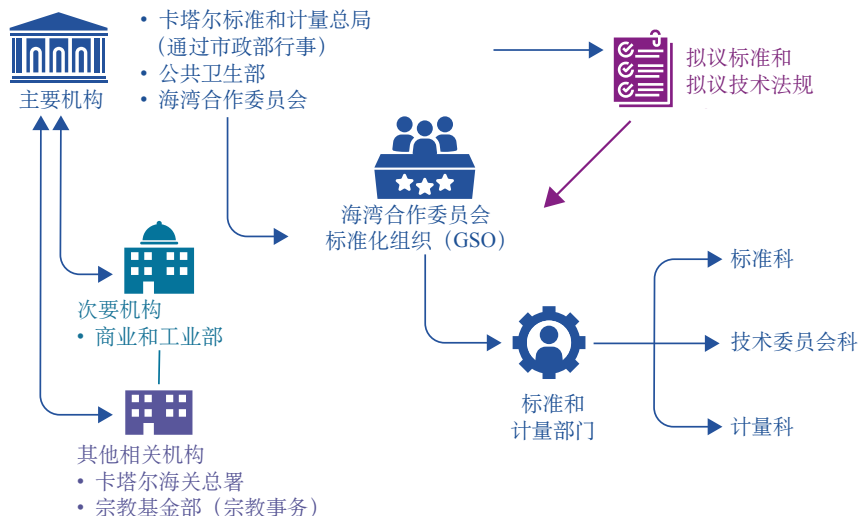 主要机构
• 卡塔尔标准和计量总局
（通过市政部行事）
• 公共卫生部
• 海湾合作委员会
拟议标准和
拟议技术法规
海湾合作委员会
标准化组织（GSO）
次要机构
• 商业和工业部
其他相关机构
• 卡塔尔海关总署
• 宗教基金部（宗教事务）
标准和
计量部门
标准科
技术委员会科
计量科